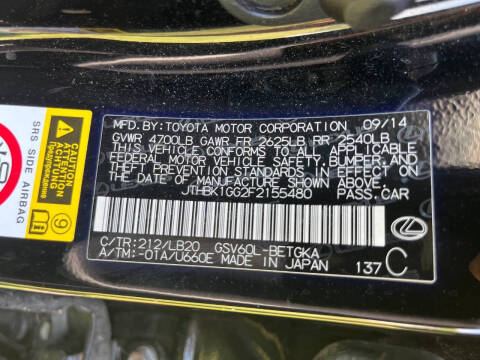 MFD. BY: TOYOTA MOTOR CORPORATION 09/14
GVWR 4700LB GAWR FR 2625LB RR 2540LB
THIS VEHICLE CONFORMS TO ALL APPLICABLE
FEDERAL MOTOR VEHICLE SAFETY, BUMPER, AND
THEFT PREVENTION STANDARDS IN EFFECT ON THE
DATE OF MANUFACTURE SHOWN ABOVE.
JTHBK1GG2F2155480 PASS.CAR
C/TR: 212/LB20 GSV60L-BETGKA
A/TM: -01A/U660E MADE IN JAPAN
137 C
SRS SIDE AIRBAG
ATTENTION
ACHTUNG
Предупреждение
9